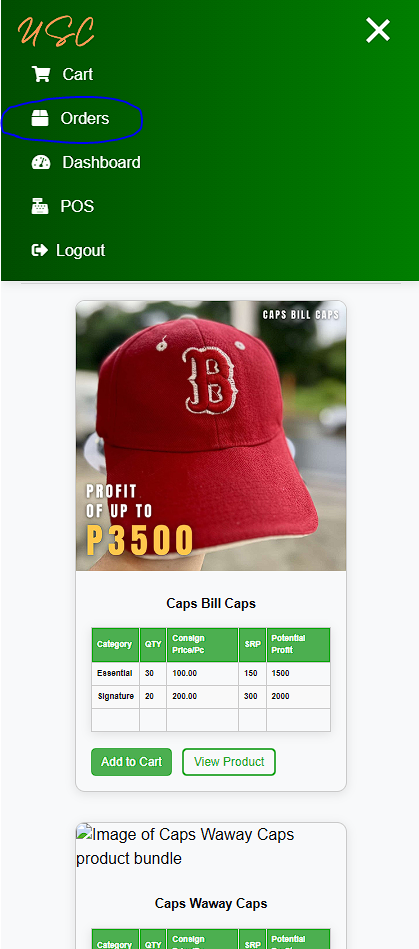 USC
Cart
Orders
Dashboard
POS
Logout
CAPS BILL CAPS
B
PROFIT
OF UP TO
P3500
Caps Bill Caps
Category QTY Consign Price/Pc SRP Potential Profit
Essential 30 100.00 150 1500
Signature 20 200.00 300 2000
Add to Cart View Product
Image of Caps Waway Caps
product bundle
Caps Waway Caps
Category QTY Consign SRP Potential